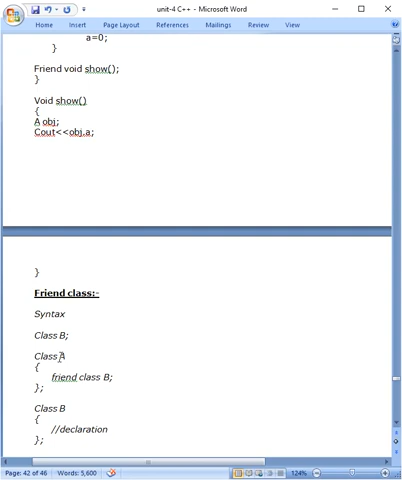 unit-4 C++ - Microsoft Word
Home Insert Page Layout References Mailings Review View
a=0;
}
Friend void show();
}
Void show()
{
A obj;
Cout<<obj.a;
}
Friend class:-
Syntax
Class B;
Class A
{
friend class B;
};
Class B
{
//declaration
};
Page: 42 of 46 Words: 5,600 124%